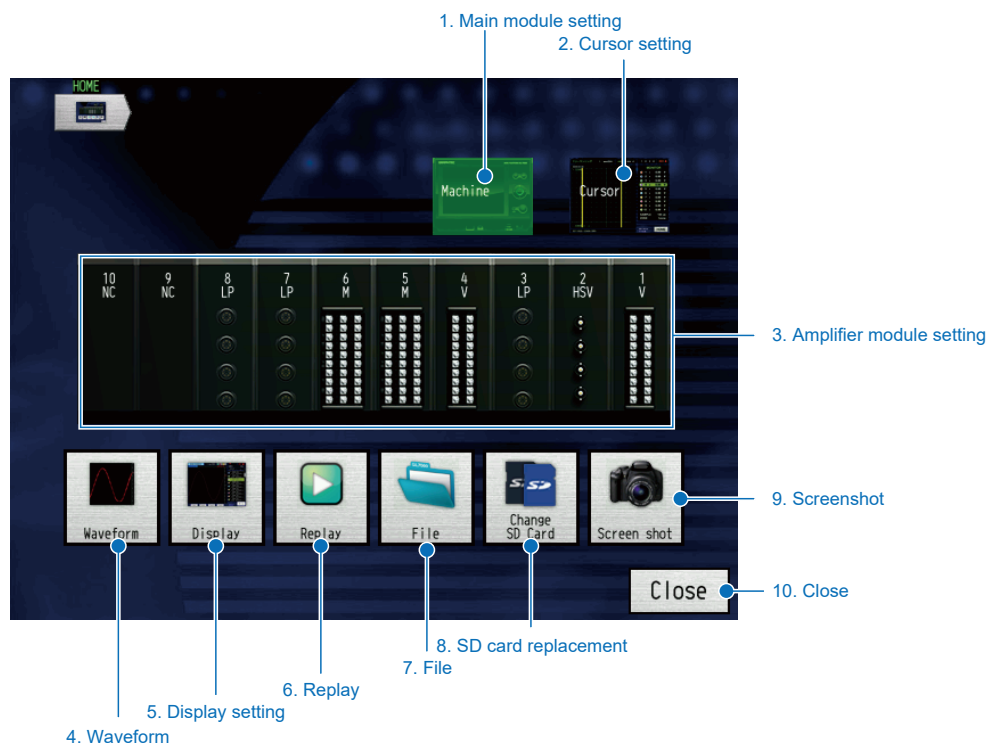 1. Main module setting
2. Cursor setting
HOME
Machine
Cursor
10 9 8 7 6 5 4 3 2 1
NC NC LP LP M M V LP HSV V
3. Amplifier module setting
Waveform
Display
Replay
File
Change
SD Card
Screen shot
9. Screenshot
Close
10. Close
8. SD card replacement
7. File
6. Replay
5. Display setting
4. Waveform